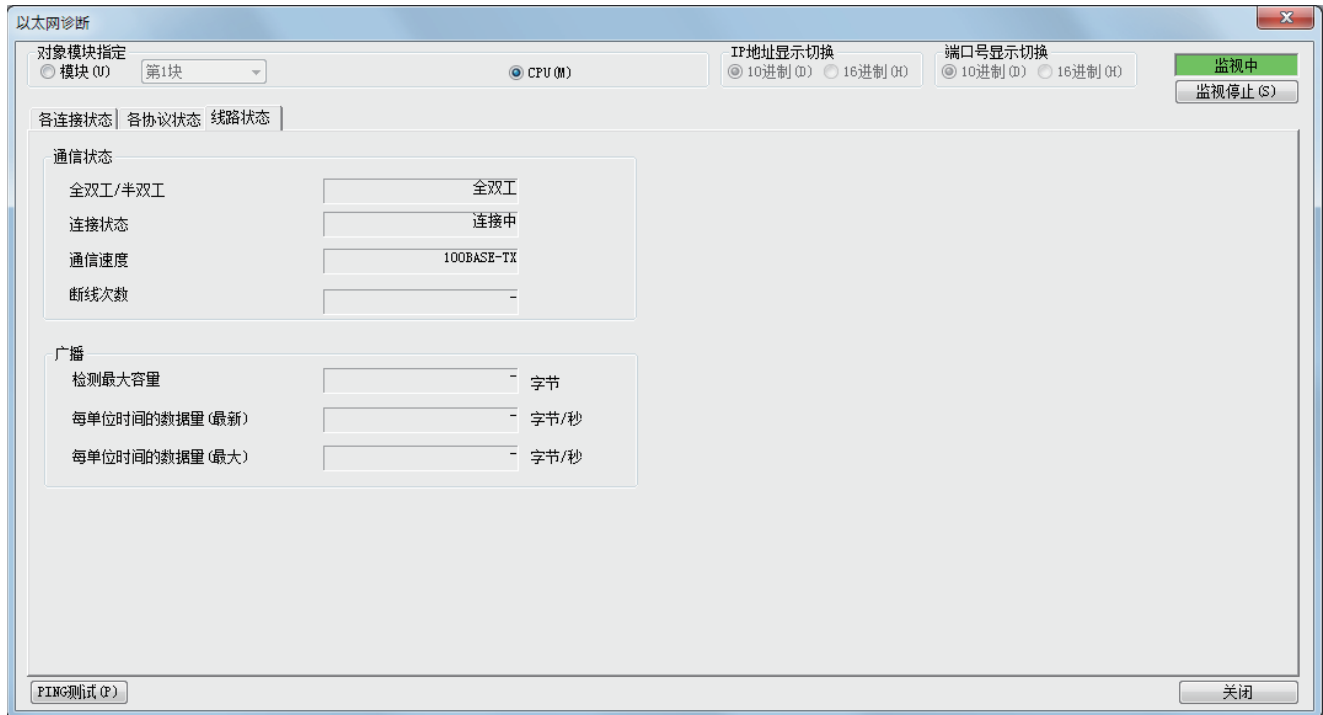 以太网诊断
对象模块指定
模块(U) 第1块 CPU(M)
IP地址显示切换
10进制(D) 16进制(H)
端口号显示切换
10进制(D) 16进制(H)
监视中
监视停止(S)
各连接状态 各协议状态 线路状态
通信状态
全双工/半双工 全双工
连接状态 连接中
通信速度 100BASE-TX
断线次数 -
广播
检测最大容量 - 字节
每单位时间的数据量(最新) - 字节/秒
每单位时间的数据量(最大) - 字节/秒
PING测试(P) 关闭